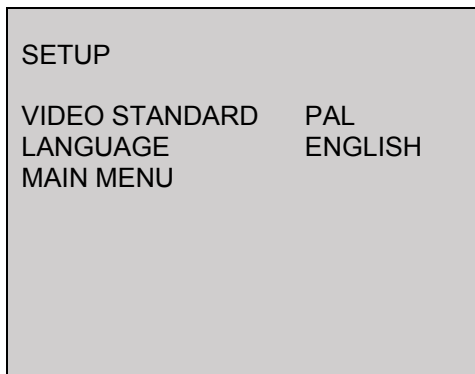 SETUP
VIDEO STANDARD PAL
LANGUAGE ENGLISH
MAIN MENU